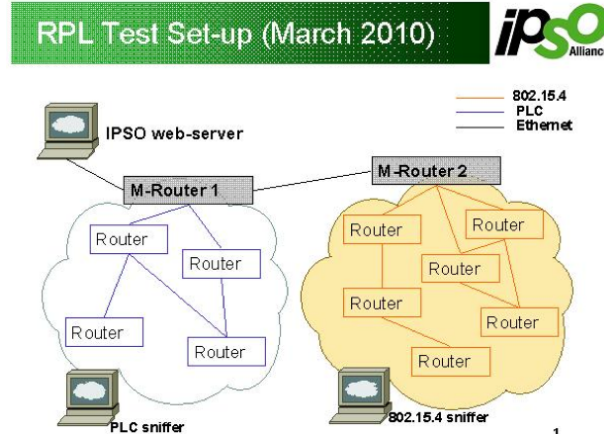 RPL Test Set-up (March 2010)
ipso
Alliance
802.15.4
PLC
Ethernet
IPSO web-server
M-Router 1
M-Router 2
Router
Router
Router
Router
Router
Router
Router
Router
Router
Router
PLC sniffer
802.15.4 sniffer
1